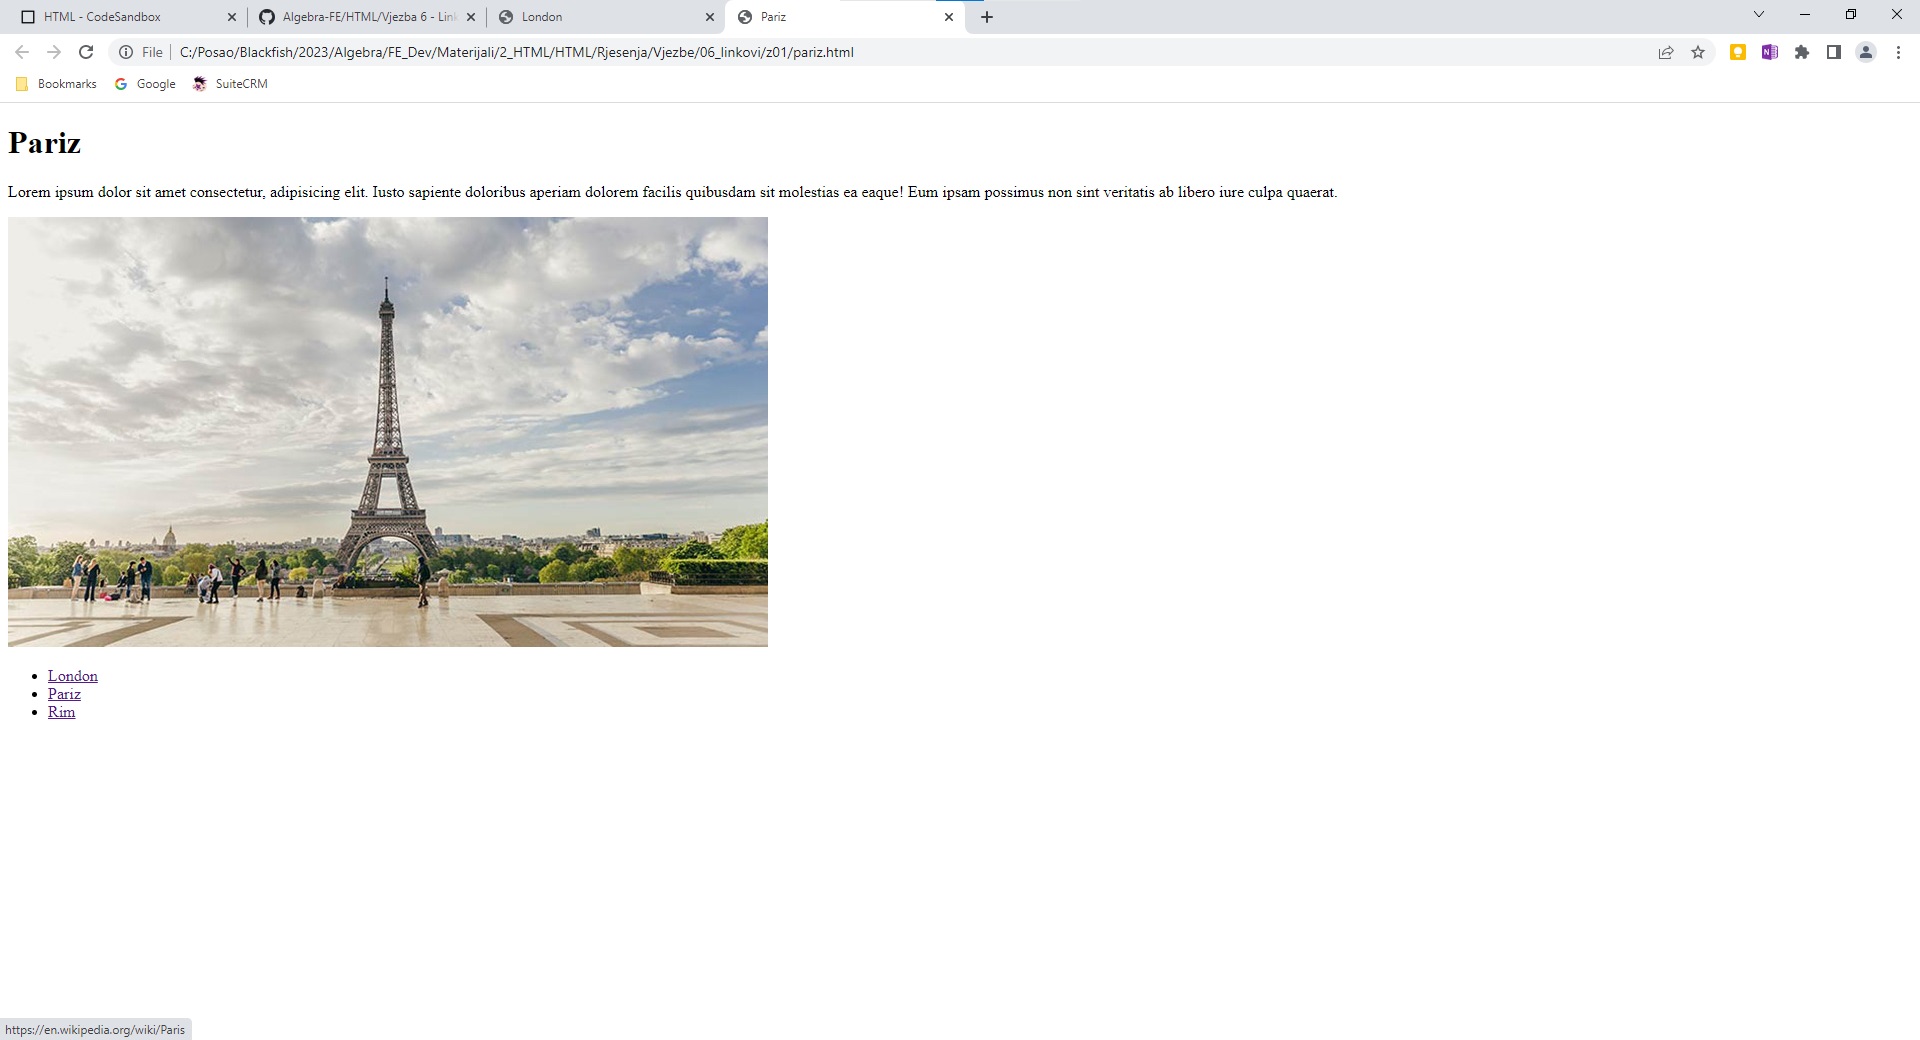 HTML - CodeSandbox
Algebra-FE/HTML/Vjezba 6 - Link
London
Pariz
File
C:/Posao/Blackfish/2023/Algebra/FE_Dev/Materijali/2_HTML/HTML/Rjesenja/Vjezbe/06_linkovi/z01/pariz.html
Bookmarks
Google
SuiteCRM
Pariz
Lorem ipsum dolor sit amet consectetur, adipisicing elit. Iusto sapiente doloribus aperiam dolorem facilis quibusdam sit molestias ea eaque! Eum ipsam possimus non sint veritatis ab libero iure culpa quaerat.
London
Pariz
Rim
https://en.wikipedia.org/wiki/Paris